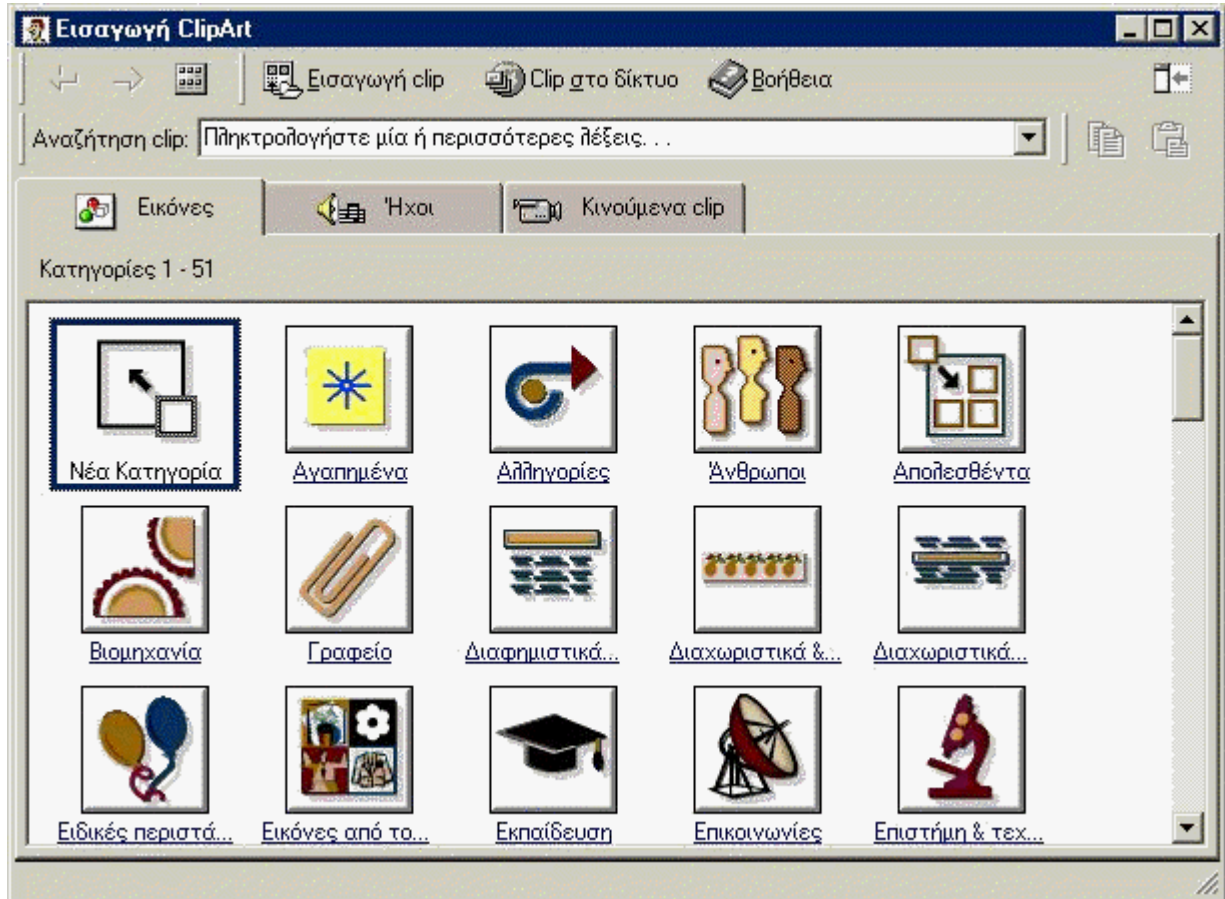 Εισαγωγή ClipArt
Εισαγωγή clip Clip στο δίκτυο Βοήθεια
Αναζήτηση clip: Πληκτρολογήστε μία ή περισσότερες λέξεις. . .
Εικόνες Ήχοι Κινούμενα clip
Κατηγορίες 1 - 51
Νέα Κατηγορία Αγαπημένα Αλληγορίες Άνθρωποι Απολεσθέντα
Βιομηχανία Γραφείο Διαφημιστικά... Διαχωριστικά &... Διαχωριστικά...
Ειδικές περιστά... Εικόνες από το... Εκπαίδευση Επικοινωνίες Επιστήμη & τεχ...